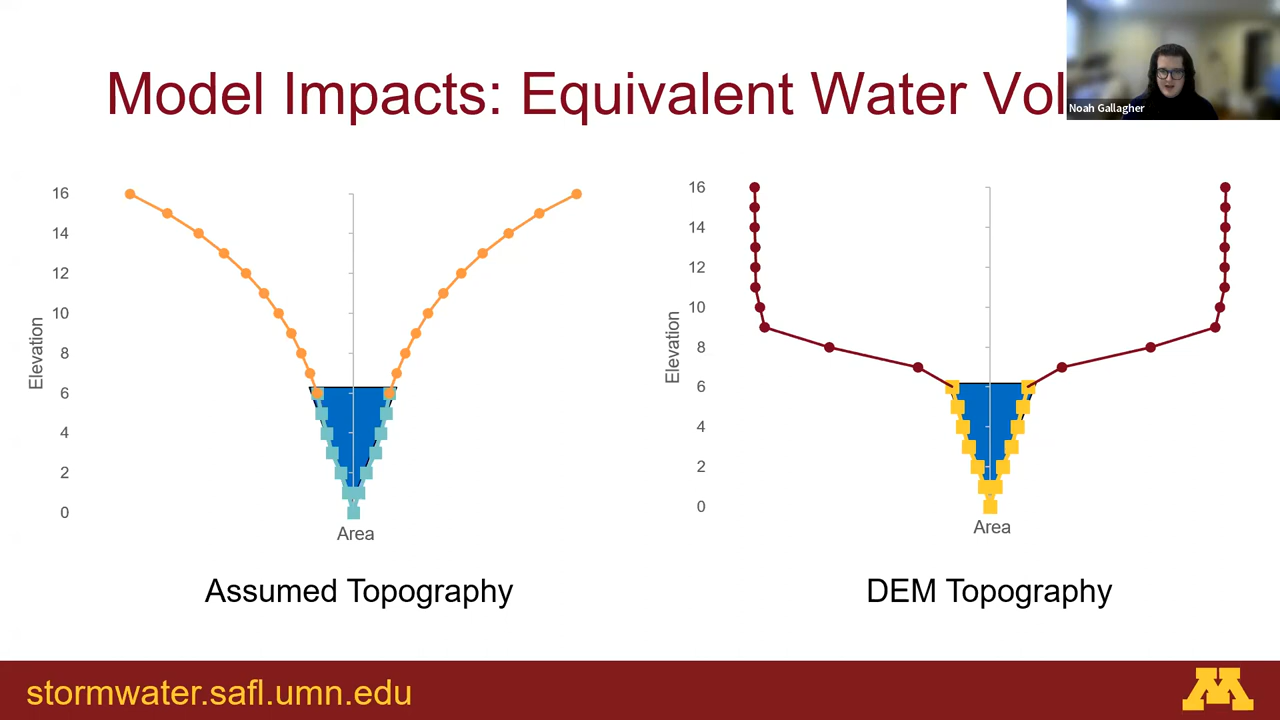 Model Impacts: Equivalent Water Vol
Noah Gallagher
16
14
12
10
8
6
4
2
0
Elevation
Area
Assumed Topography
16
14
12
10
8
6
4
2
0
Elevation
Area
DEM Topography
stormwater.safl.umn.edu
M